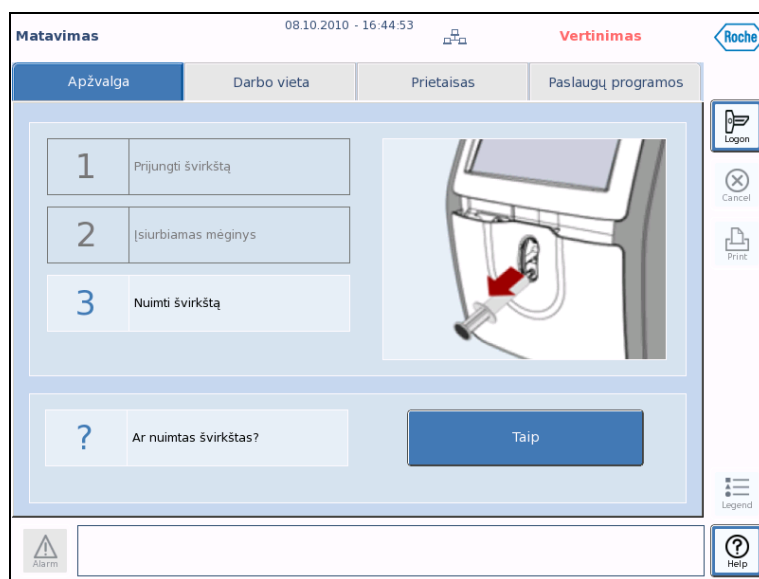 Matavimas
08.10.2010 - 16:44:53
Vertinimas
Roche
Apžvalga
Darbo vieta
Prietaisas
Paslaugų programos
1
Prijungti švirkštą
2
Įsiurbiamas mėginys
3
Nuimti švirkštą
?
Ar nuimtas švirkštas?
Taip
Logon
Cancel
Print
Legend
Alarm
Help